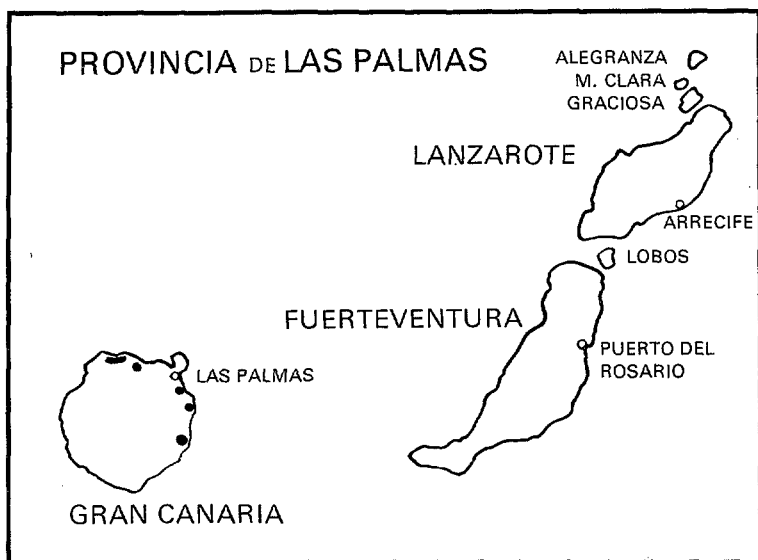 PROVINCIA DE LAS PALMAS
ALEGRANZA
M. CLARA
GRACIOSA
LANZAROTE
ARRECIFE
LOBOS
FUERTEVENTURA
PUERTO DEL
ROSARIO
LAS PALMAS
GRAN CANARIA